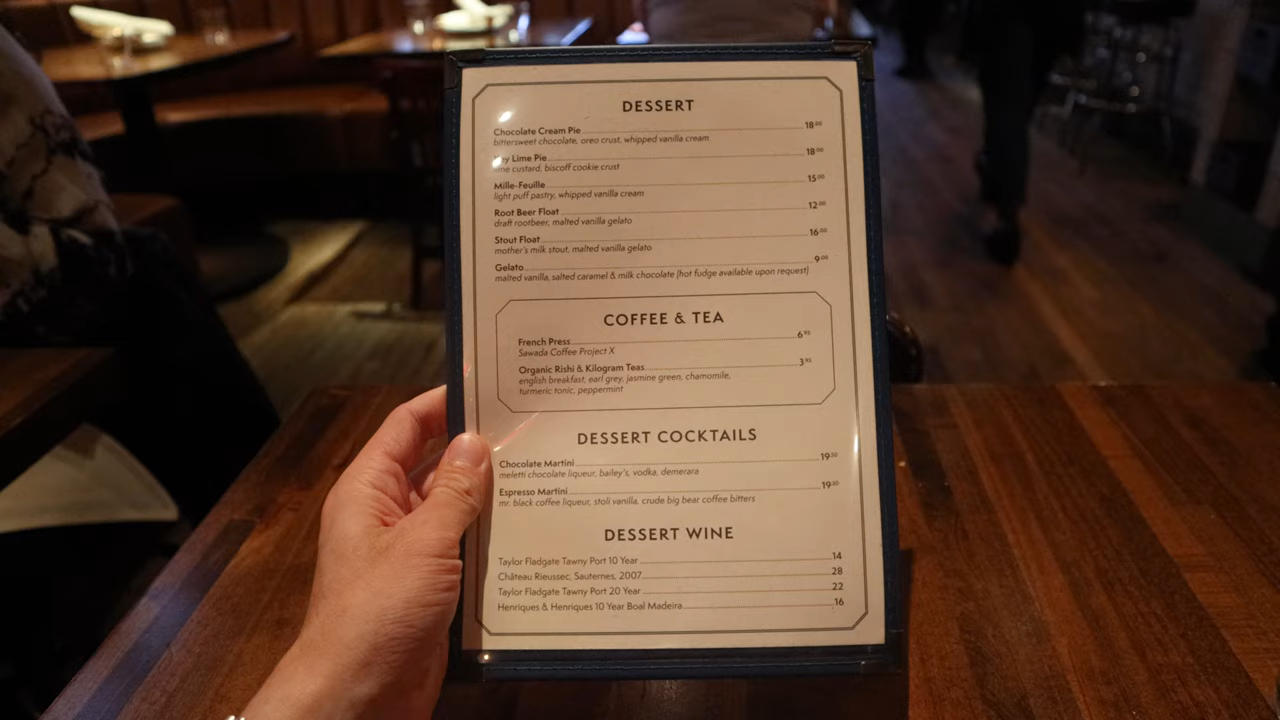 DESSERT
Chocolate Cream Pie 18.00
bittersweet chocolate, oreo crust, whipped vanilla cream
Lime Pie 18.00
custard, biscoff cookie crust
Mille-Feuille 15.00
light puff pastry, whipped vanilla cream
Root Beer Float 12.00
draft rootbeer, malted vanilla gelato
Stout Float 16.00
mother's milk stout, malted vanilla gelato
Gelato 9.00
malted vanilla, salted caramel & milk chocolate (hot fudge available upon request)
COFFEE & TEA
French Press 6.95
Sawada Coffee Project X
Organic Rishi & Kilogram Teas 3.95
english breakfast, earl grey, jasmine green, chamomile,
turmeric tonic, peppermint
DESSERT COCKTAILS
Chocolate Martini 19.50
meletti chocolate liqueur, bailey's, vodka, demerara
Espresso Martini 19.50
mr. black coffee liqueur, stoli vanilla, crude big bear coffee bitters
DESSERT WINE
Taylor Fladgate Tawny Port 10 Year 14
Château Rieussec, Sauternes, 2007 28
Taylor Fladgate Tawny Port 20 Year 22
Henriques & Henriques 10 Year Boal Madeira 16